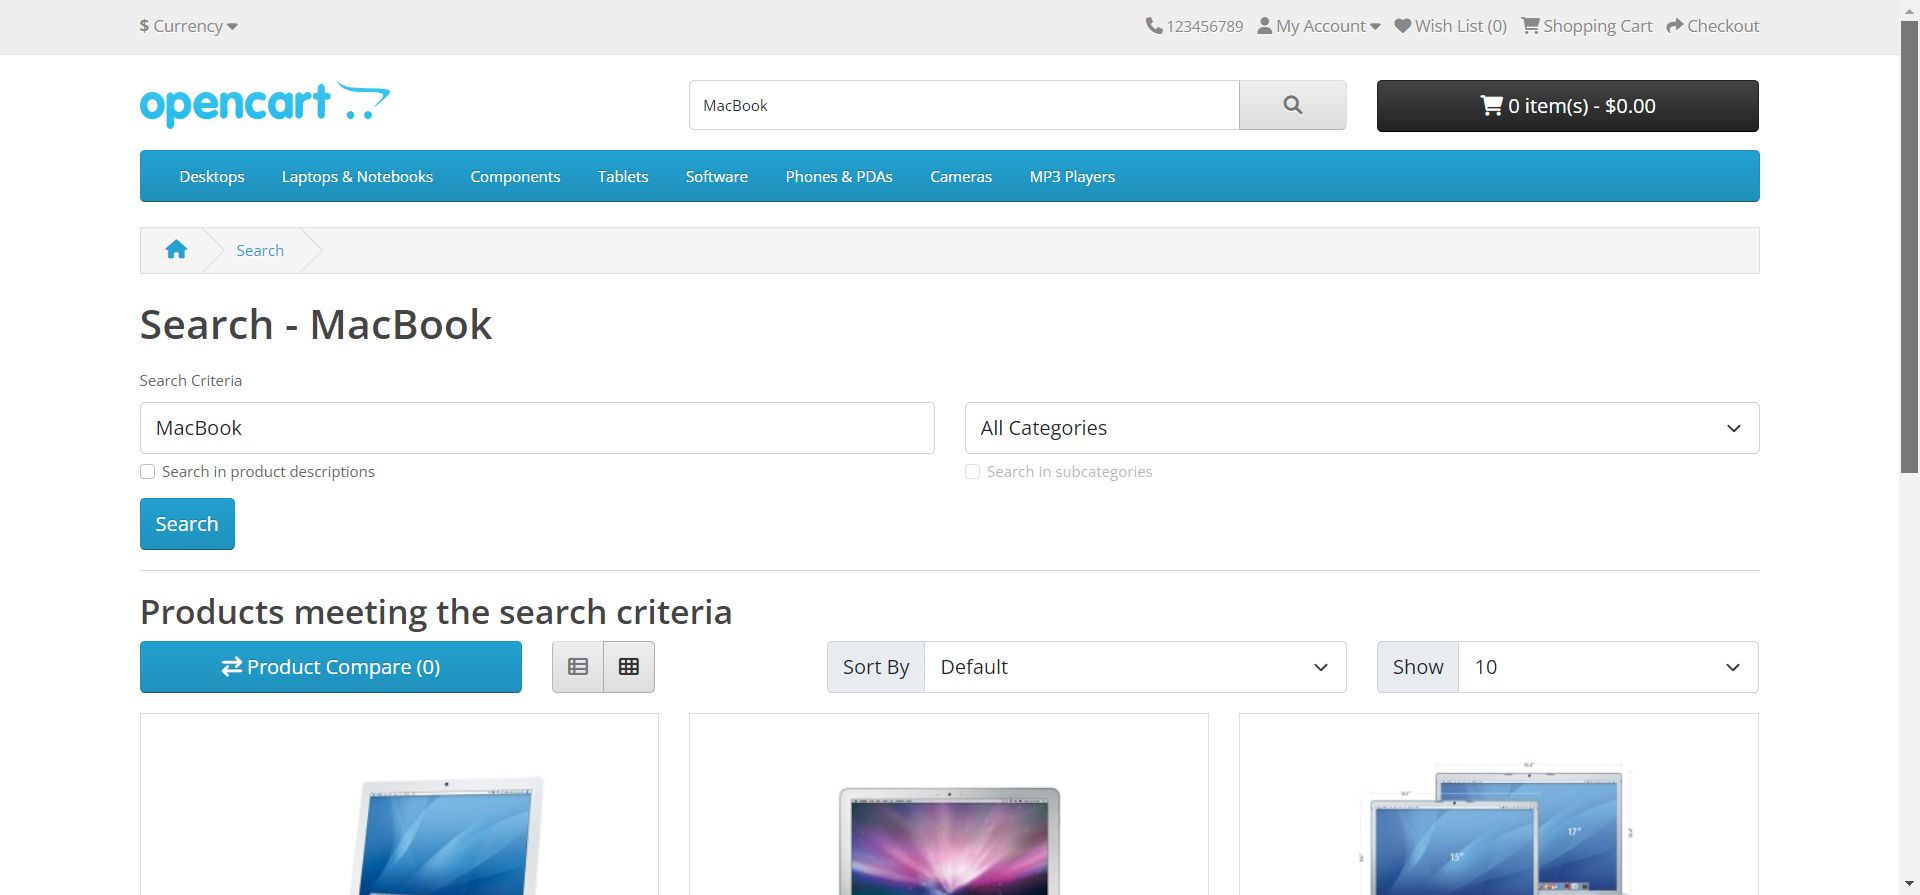 $ Currency
123456789 My Account Wish List (0) Shopping Cart Checkout
opencart
MacBook
0 item(s) - $0.00
Desktops Laptops & Notebooks Components Tablets Software Phones & PDAs Cameras MP3 Players
Search
Search - MacBook
Search Criteria
MacBook
All Categories
Search in product descriptions
Search in subcategories
Search
Products meeting the search criteria
Product Compare (0)
Sort By Default
Show 10
15"
17"